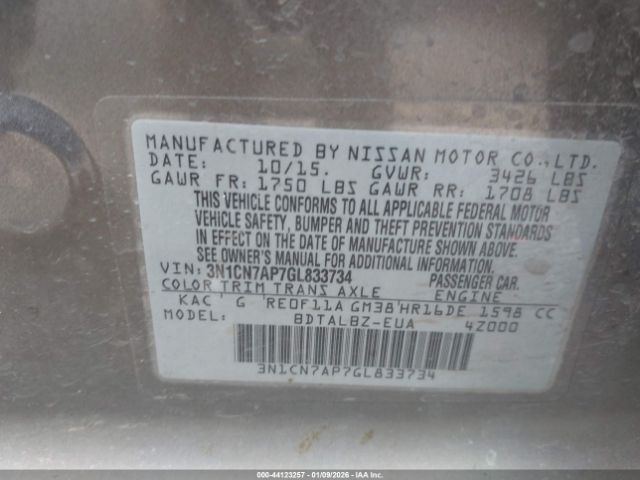 MANUFACTURED BY NISSAN MOTOR CO.,LTD.
DATE: 10/15. GVWR: 3426 LBS
GAWR FR: 1750 LBS GAWR RR: 1708 LBS
THIS VEHICLE CONFORMS TO ALL APPLICABLE FEDERAL MOTOR
VEHICLE SAFETY, BUMPER AND THEFT PREVENTION STANDARDS
IN EFFECT ON THE DATE OF MANUFACTURE SHOWN ABOVE.
SEE OWNER'S MANUAL FOR ADDITIONAL INFORMATION
VIN: 3N1CN7AP7GL833734 PASSENGER CAR.
COLOR TRIM TRANS AXLE ENGINE
KAC G RE0F11A GM38 HR16DE 1598 CC
BDTALBZ-EUA 4Z000
3N1CN7AP7GL833734
000-44123257 - 01/09/2026 - IAA Inc.